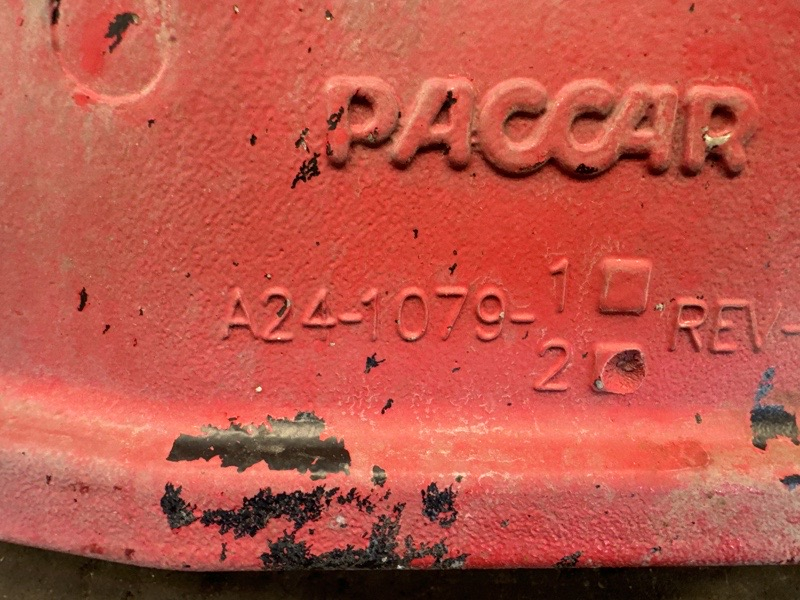 PACCAR
A24-1079-1
2
REV-